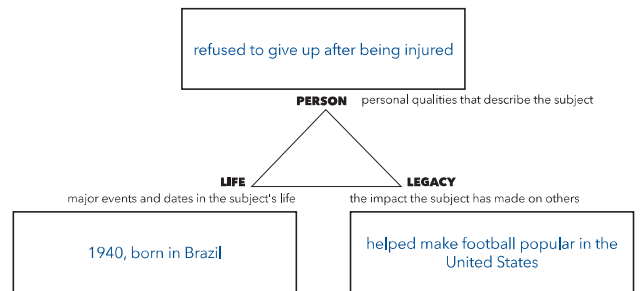 refused to give up after being injured
PERSON personal qualities that describe the subject
LIFE
major events and dates in the subject's life
LEGACY
the impact the subject has made on others
1940, born in Brazil
helped make football popular in the
United States